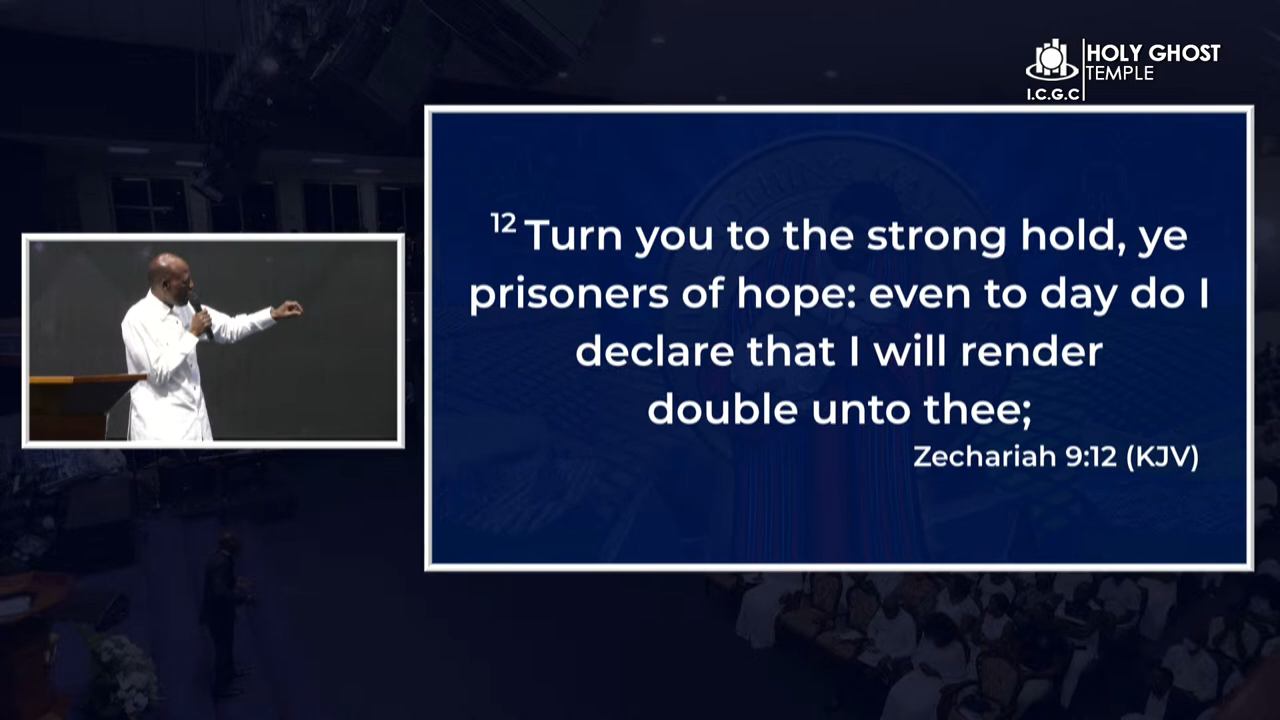 HOLY GHOST
TEMPLE
I.C.G.C
12 Turn you to the strong hold, ye
prisoners of hope: even to day do I
declare that I will render
double unto thee;
Zechariah 9:12 (KJV)